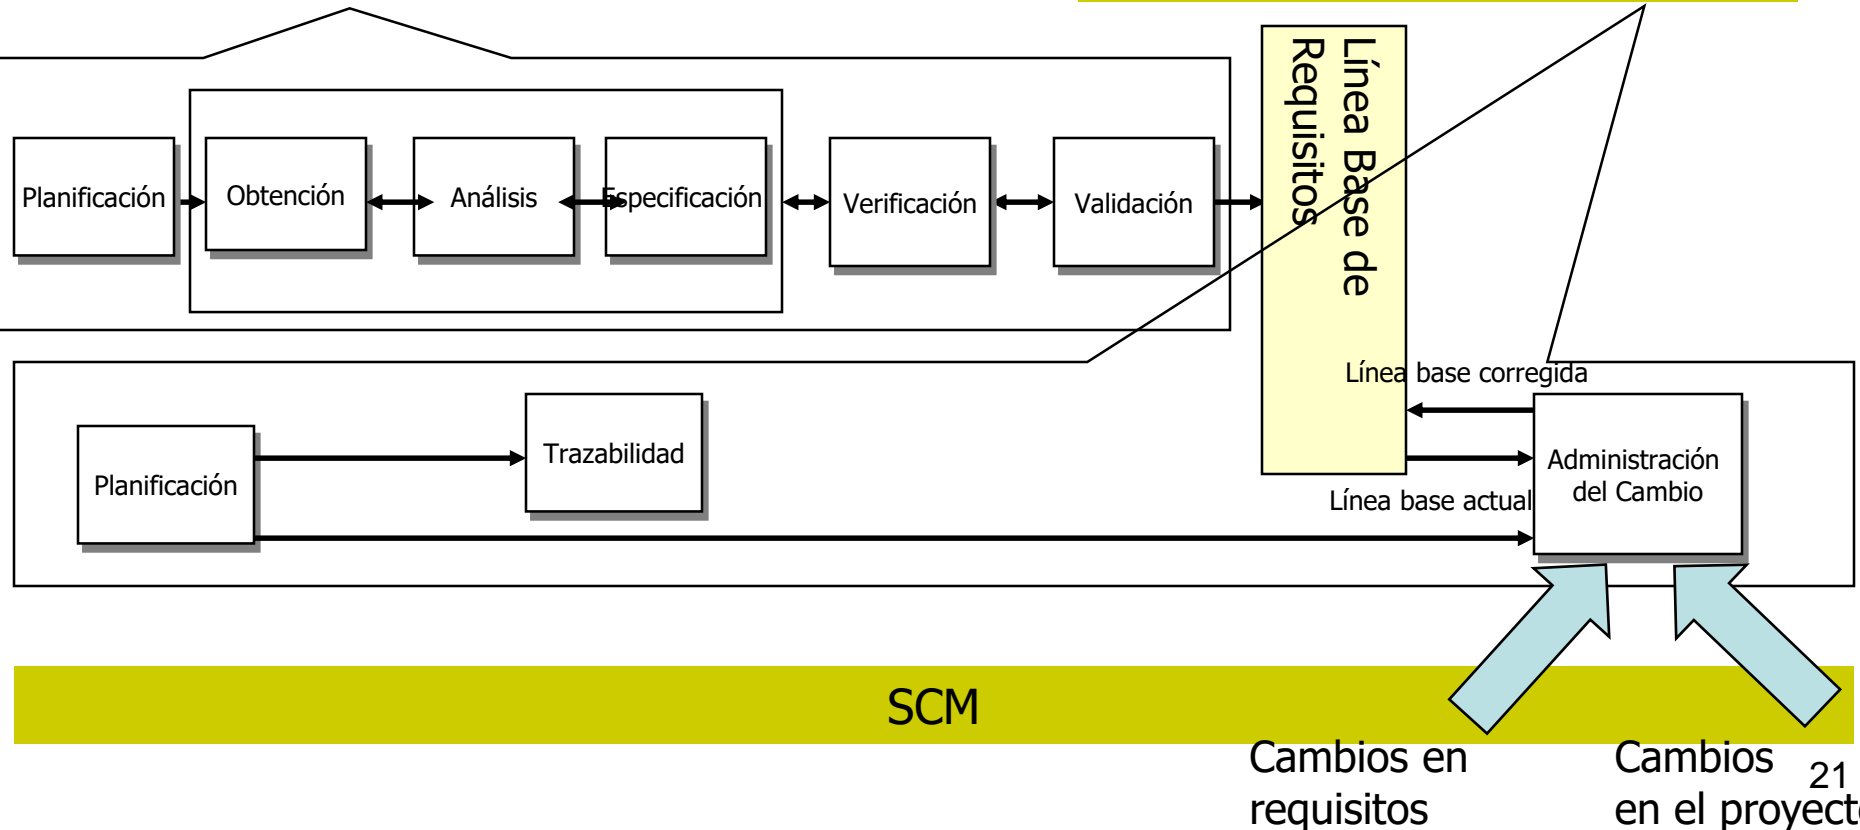 Planificación
Obtención
Análisis
Especificación
Verificación
Validación
Línea Base de
Requisitos
Línea base corregida
Planificación
Trazabilidad
Administración
del Cambio
Línea base actual
SCM
Cambios en
requisitos
Cambios
en el proyecto
21